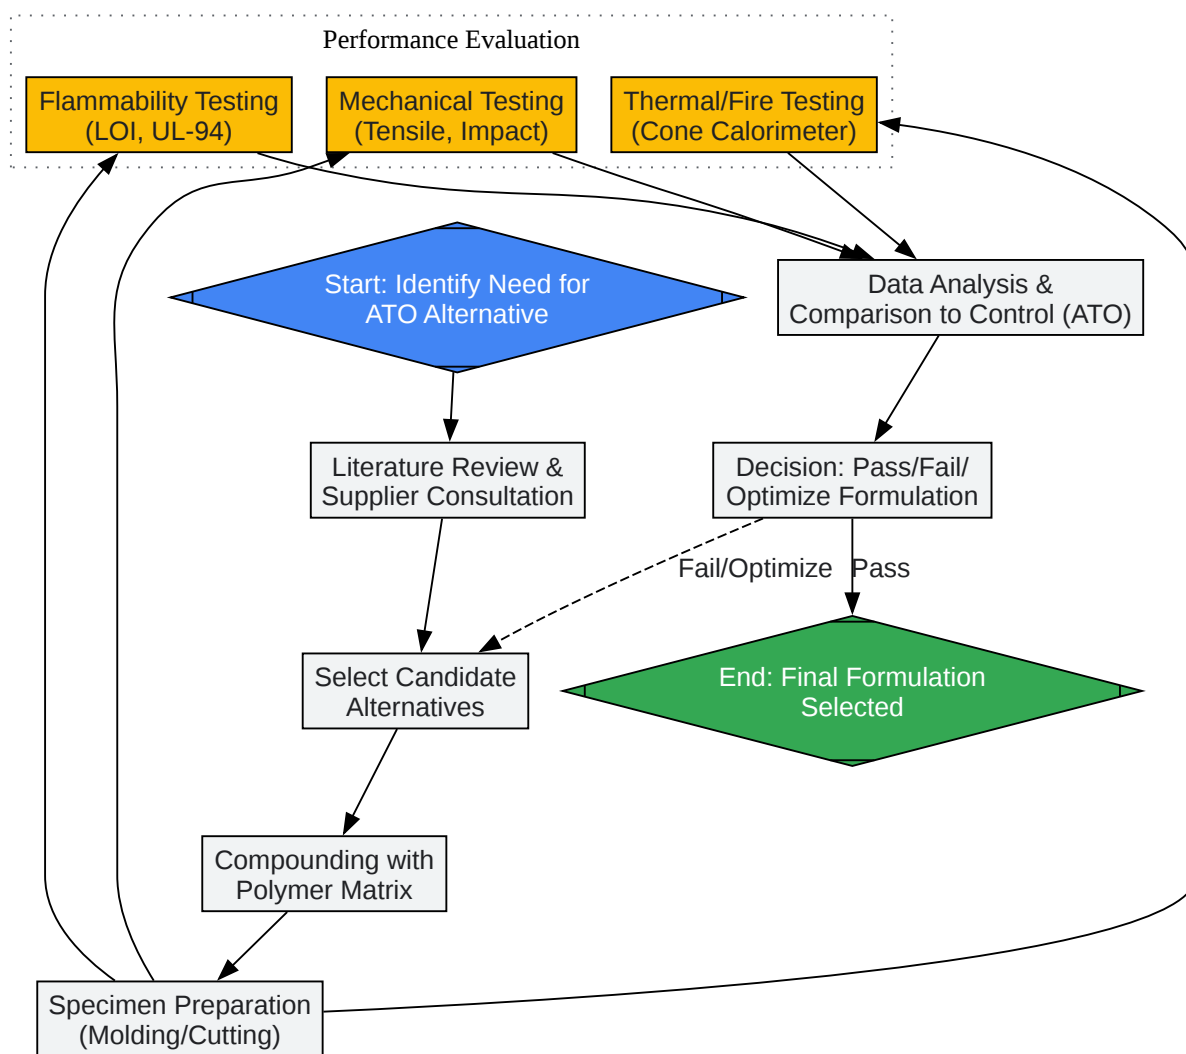 Performance Evaluation
Flammability Testing
(LOI, UL-94)
Mechanical Testing
(Tensile, Impact)
Thermal/Fire Testing
(Cone Calorimeter)
Start: Identify Need for
ATO Alternative
Data Analysis &
Comparison to Control (ATO)
Literature Review &
Supplier Consultation
Decision: Pass/Fail/
Optimize Formulation
Fail/Optimize
Pass
Select Candidate
Alternatives
End: Final Formulation
Selected
Compounding with
Polymer Matrix
Specimen Preparation
(Molding/Cutting)